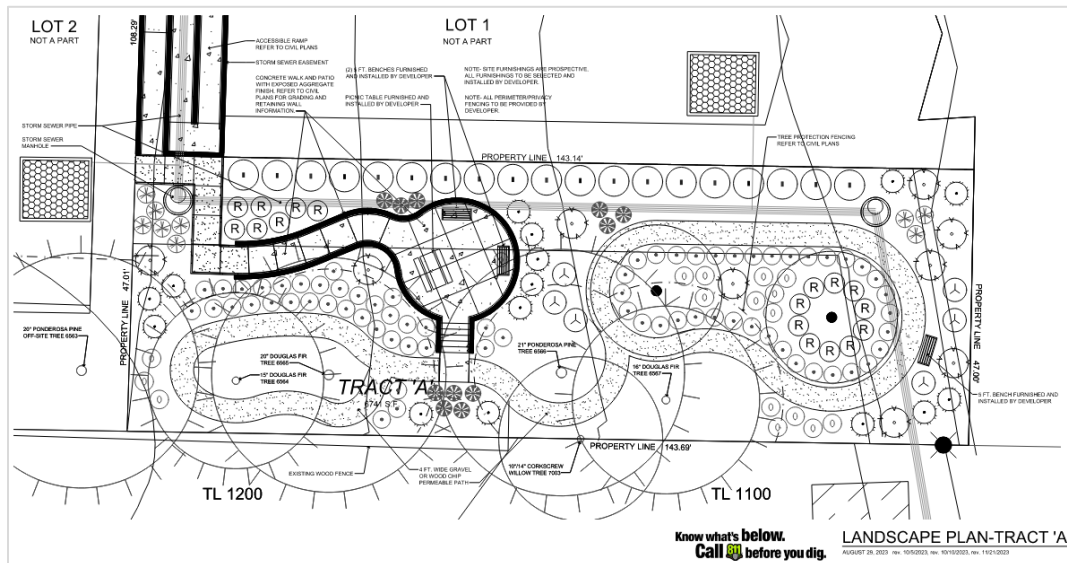 LOT 2
NOT A PART
108.29'
LOT 1
NOT A PART
ACCESSIBLE RAMP
REFER TO CIVIL PLANS
STORM SEWER EASEMENT
CONCRETE WALK AND PATIO
WITH EXPOSED AGGREGATE
FINISH. REFER TO CIVIL
PLANS FOR GRADING AND
RETAINING WALL
INFORMATION.
(2) 5 FT. BENCHES FURNISHED
AND INSTALLED BY DEVELOPER
PICNIC TABLE FURNISHED AND
INSTALLED BY DEVELOPER
NOTE- SITE FURNISHINGS ARE PROSPECTIVE,
ALL FURNISHINGS TO BE SELECTED AND
INSTALLED BY DEVELOPER.
NOTE- ALL PERIMETER/PRIVACY
FENCING TO BE PROVIDED BY
DEVELOPER.
STORM SEWER PIPE
STORM SEWER
MANHOLE
TREE PROTECTION FENCING
REFER TO CIVIL PLANS
PROPERTY LINE 143.14'
R R R R
R R R
R
PROPERTY LINE 47.01'
PROPERTY LINE 47.00'
R
R R
R R
R R
R R
R
20" PONDEROSA PINE
OFF-SITE TREE 6563
20" DOUGLAS FIR
TREE 6565
15" DOUGLAS FIR
TREE 6564
21" PONDEROSA PINE
TREE 6566
16" DOUGLAS FIR
TREE 6567
TRACT 'A'
6741 S.F.
5 FT. BENCH FURNISHED AND
INSTALLED BY DEVELOPER
PROPERTY LINE 143.69'
EXISTING WOOD FENCE
4 FT. WIDE GRAVEL
OR WOOD CHIP
PERMEABLE PATH
10"/14" CORKSCREW
WILLOW TREE 7003
TL 1200
TL 1100
Know what's below.
Call 811 before you dig.
LANDSCAPE PLAN-TRACT 'A
AUGUST 29, 2023 rev. 10/5/2023, rev. 10/10/2023, rev. 11/21/2023